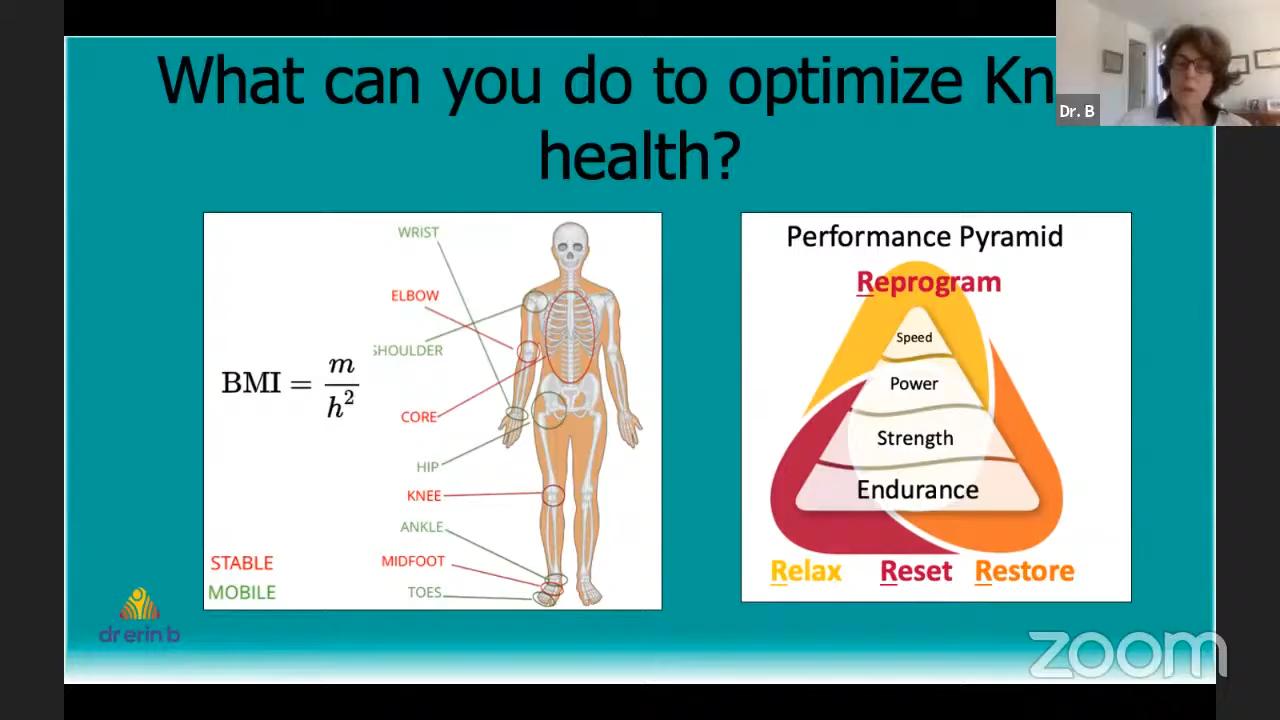 What can you do to optimize Kn
health?
Dr. B
WRIST
ELBOW
SHOULDER
CORE
HIP
KNEE
ANKLE
MIDFOOT
TOES
BMI = m/h²
STABLE
MOBILE
Performance Pyramid
Reprogram
Speed
Power
Strength
Endurance
Relax Reset Restore
dr erin b
zoom